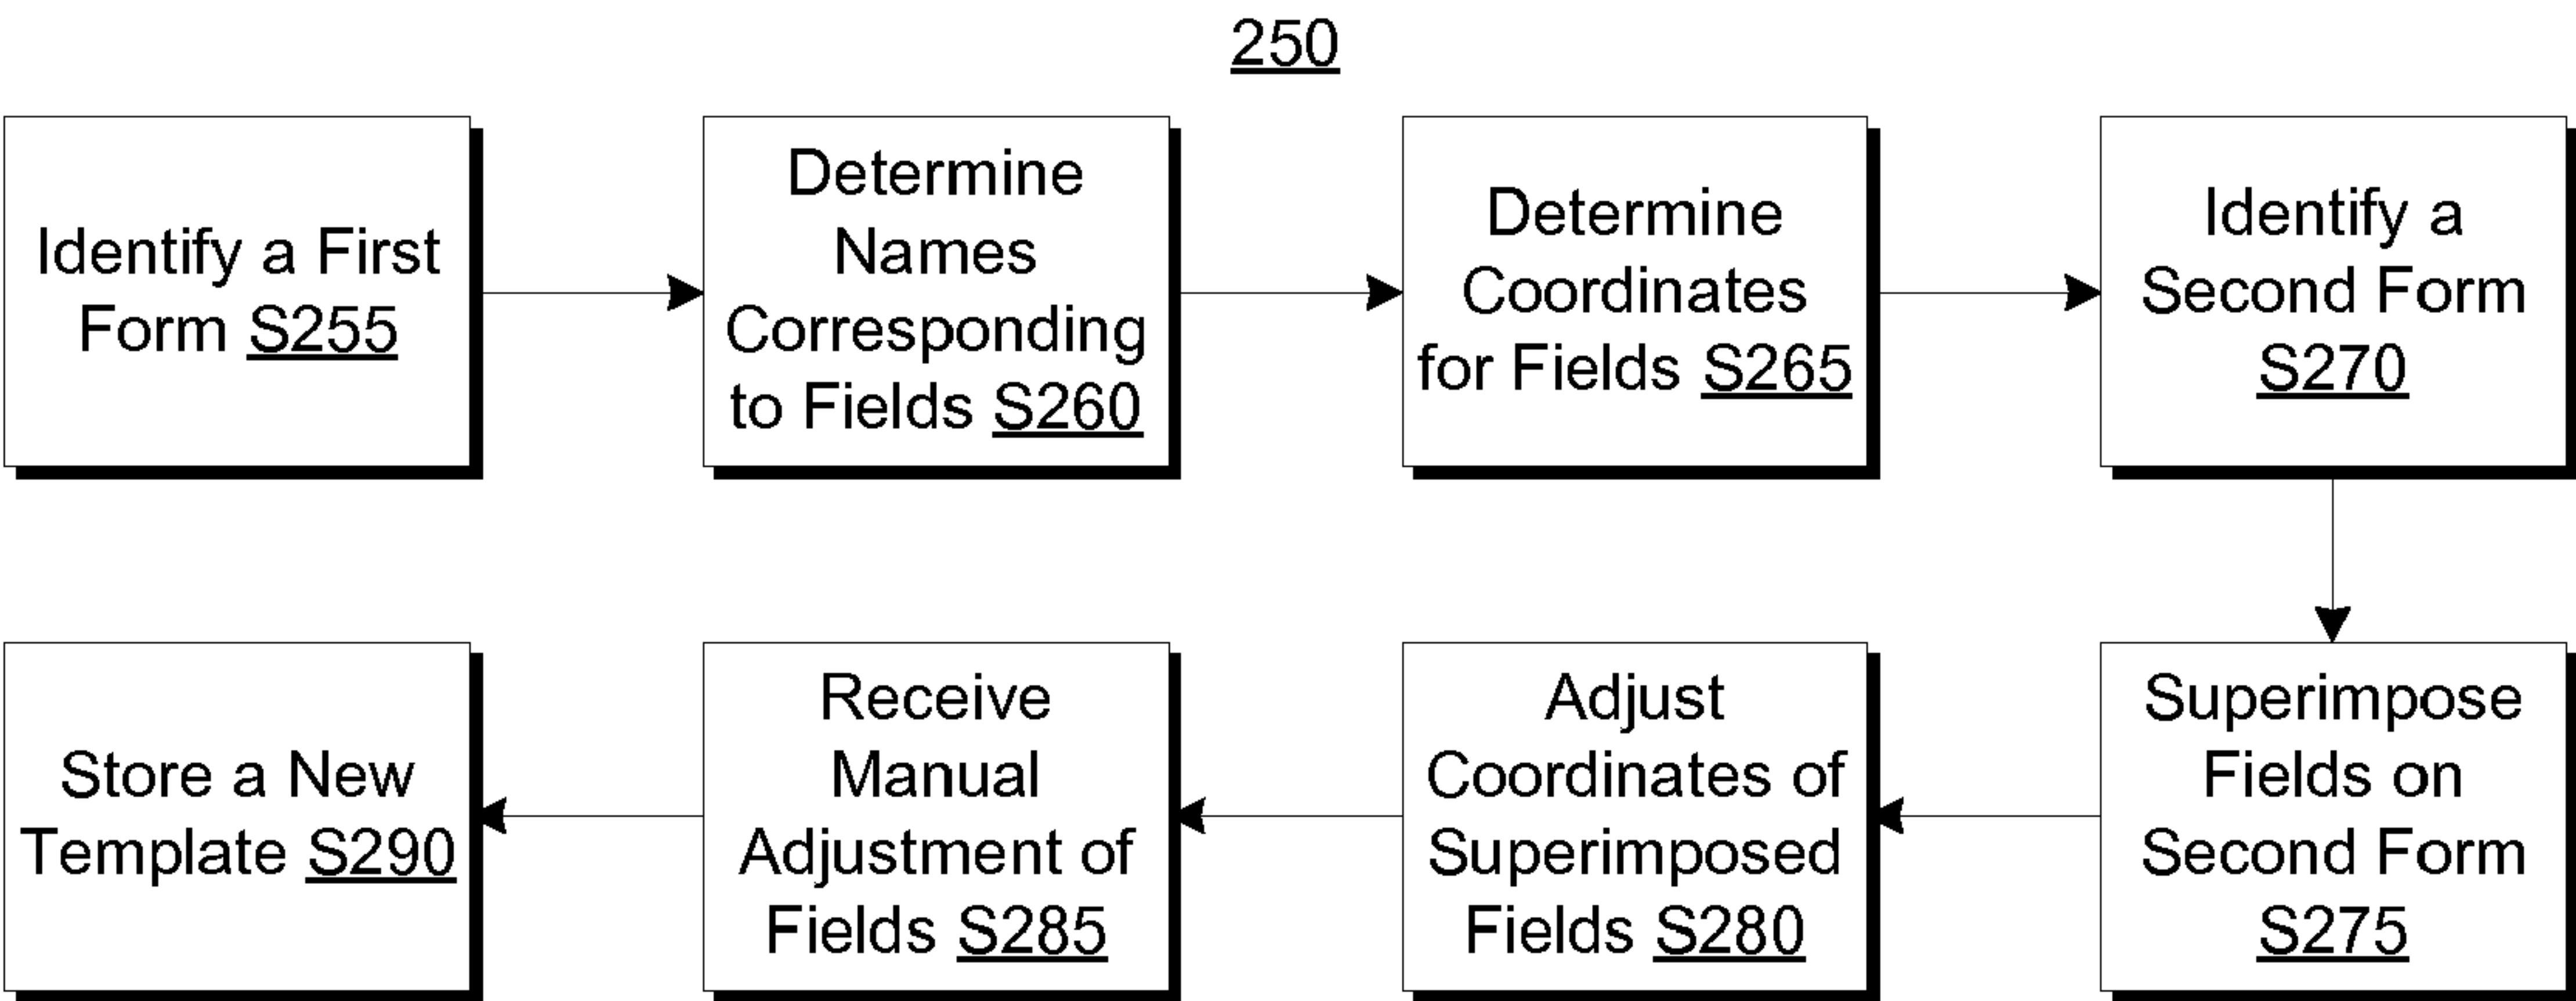 250
Identify a First
Form S255
Determine
Names
Corresponding
to Fields S260
Determine
Coordinates
for Fields S265
Identify a
Second Form
S270
Superimpose
Fields on
Second Form
S275
Adjust
Coordinates of
Superimposed
Fields S280
Receive
Manual
Adjustment of
Fields S285
Store a New
Template S290